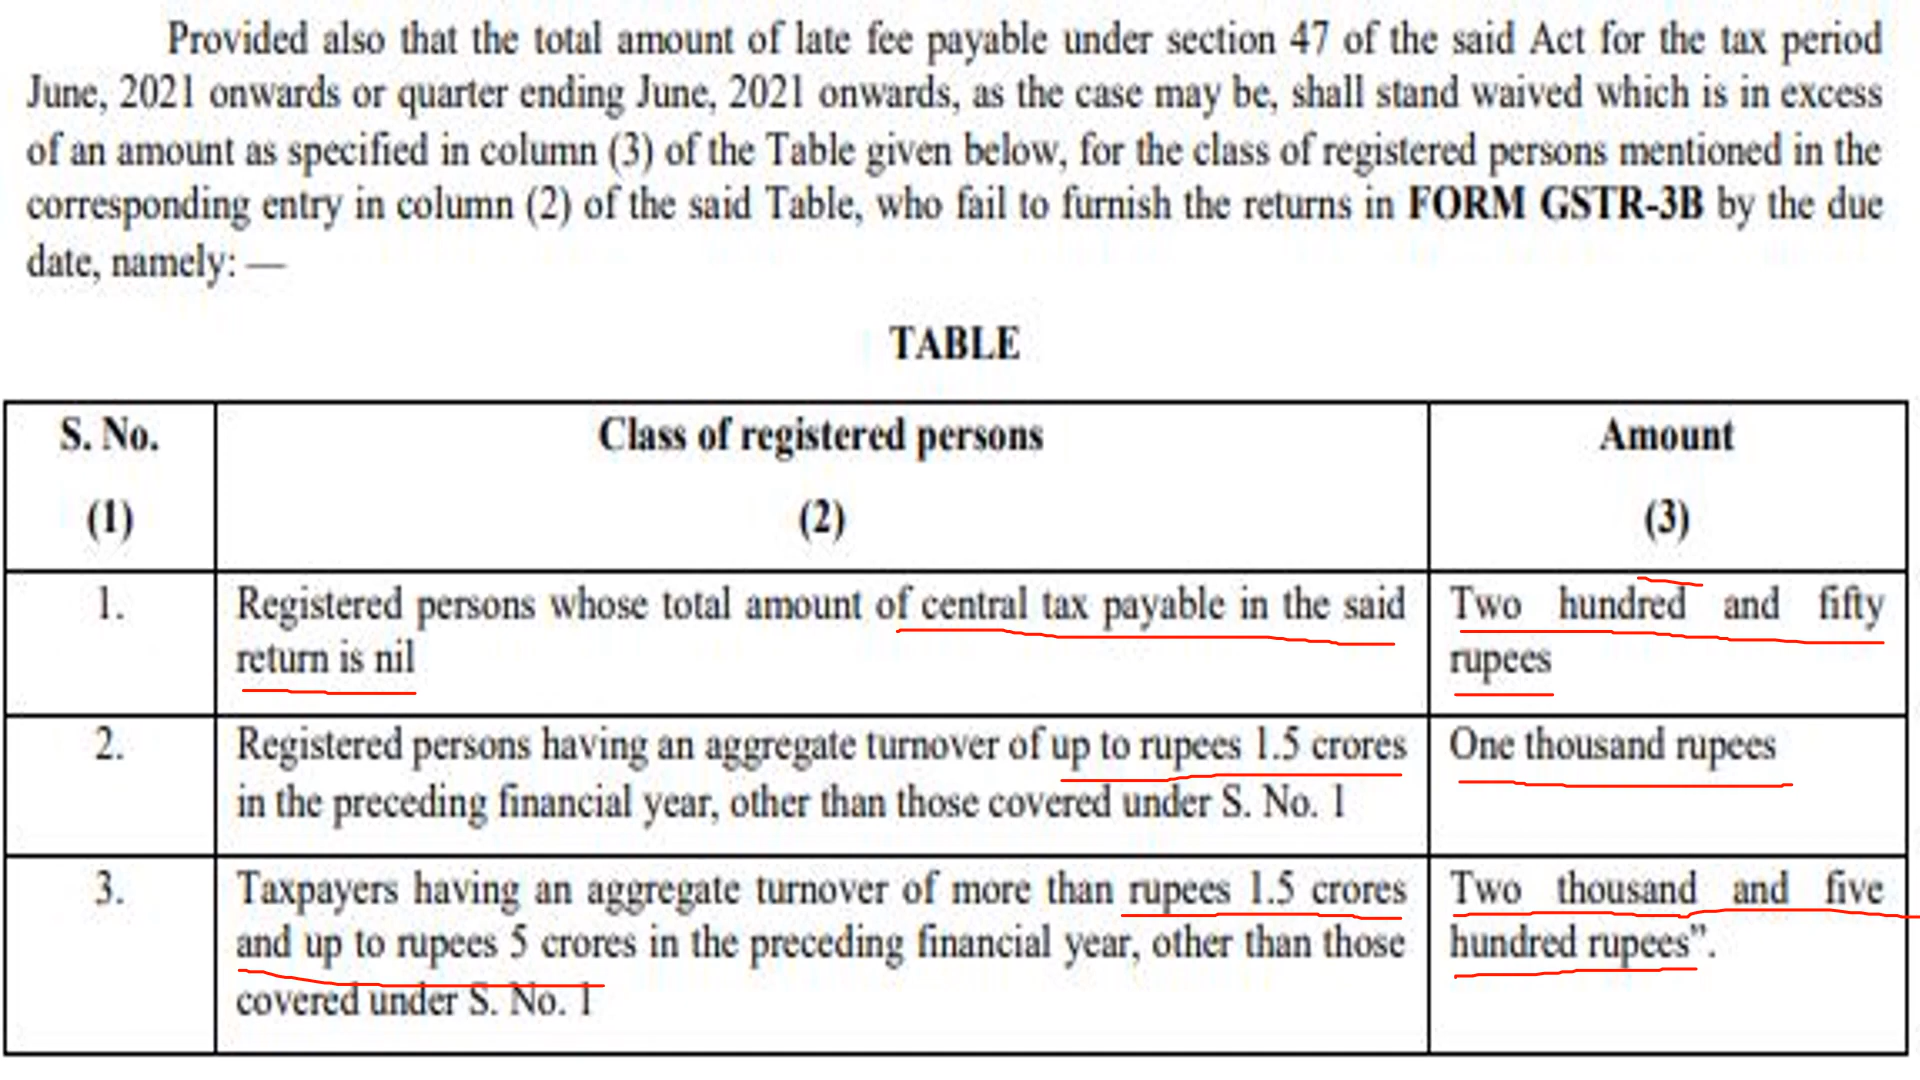 Provided also that the total amount of late fee payable under section 47 of the said Act for the tax period
June, 2021 onwards or quarter ending June, 2021 onwards, as the case may be, shall stand waived which is in excess
of an amount as specified in column (3) of the Table given below, for the class of registered persons mentioned in the
corresponding entry in column (2) of the said Table, who fail to furnish the returns in FORM GSTR-3B by the due
date, namely: —
TABLE
S. No. Class of registered persons Amount
(1) (2) (3)
1. Registered persons whose total amount of central tax payable in the said Two hundred and fifty
return is nil rupees
2. Registered persons having an aggregate turnover of up to rupees 1.5 crores One thousand rupees
in the preceding financial year, other than those covered under S. No. 1
3. Taxpayers having an aggregate turnover of more than rupees 1.5 crores Two thousand and five
and up to rupees 5 crores in the preceding financial year, other than those hundred rupees”.
covered under S. No. 1